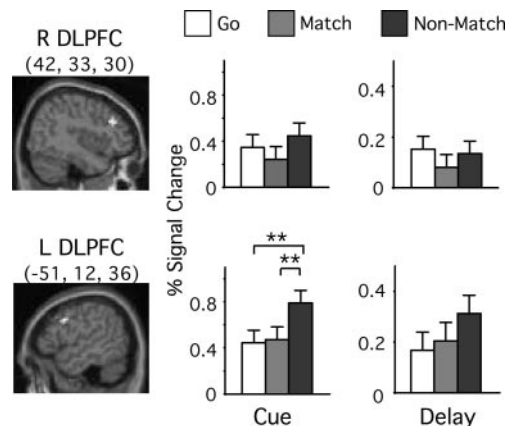 Go Match Non-Match
R DLPFC
(42, 33, 30)
0.8
0.4
0
0.4
0.2
0
% Signal Change
L DLPFC
(-51, 12, 36)
**
**
0.8
0.4
0
0.4
0.2
0
Cue Delay